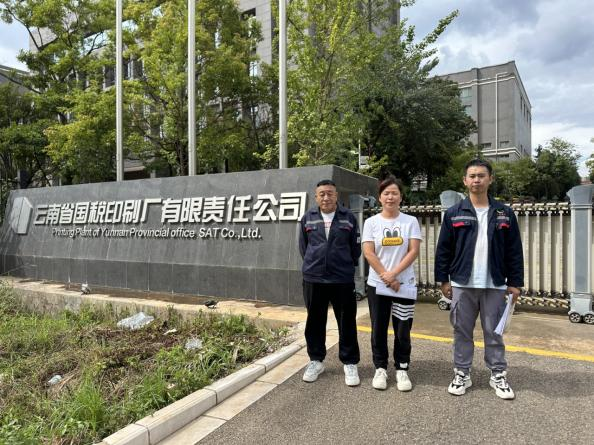 云南省国税印刷厂有限责任公司
Printing Plant of Yunnan Provincial office SAT Co.,Ltd.